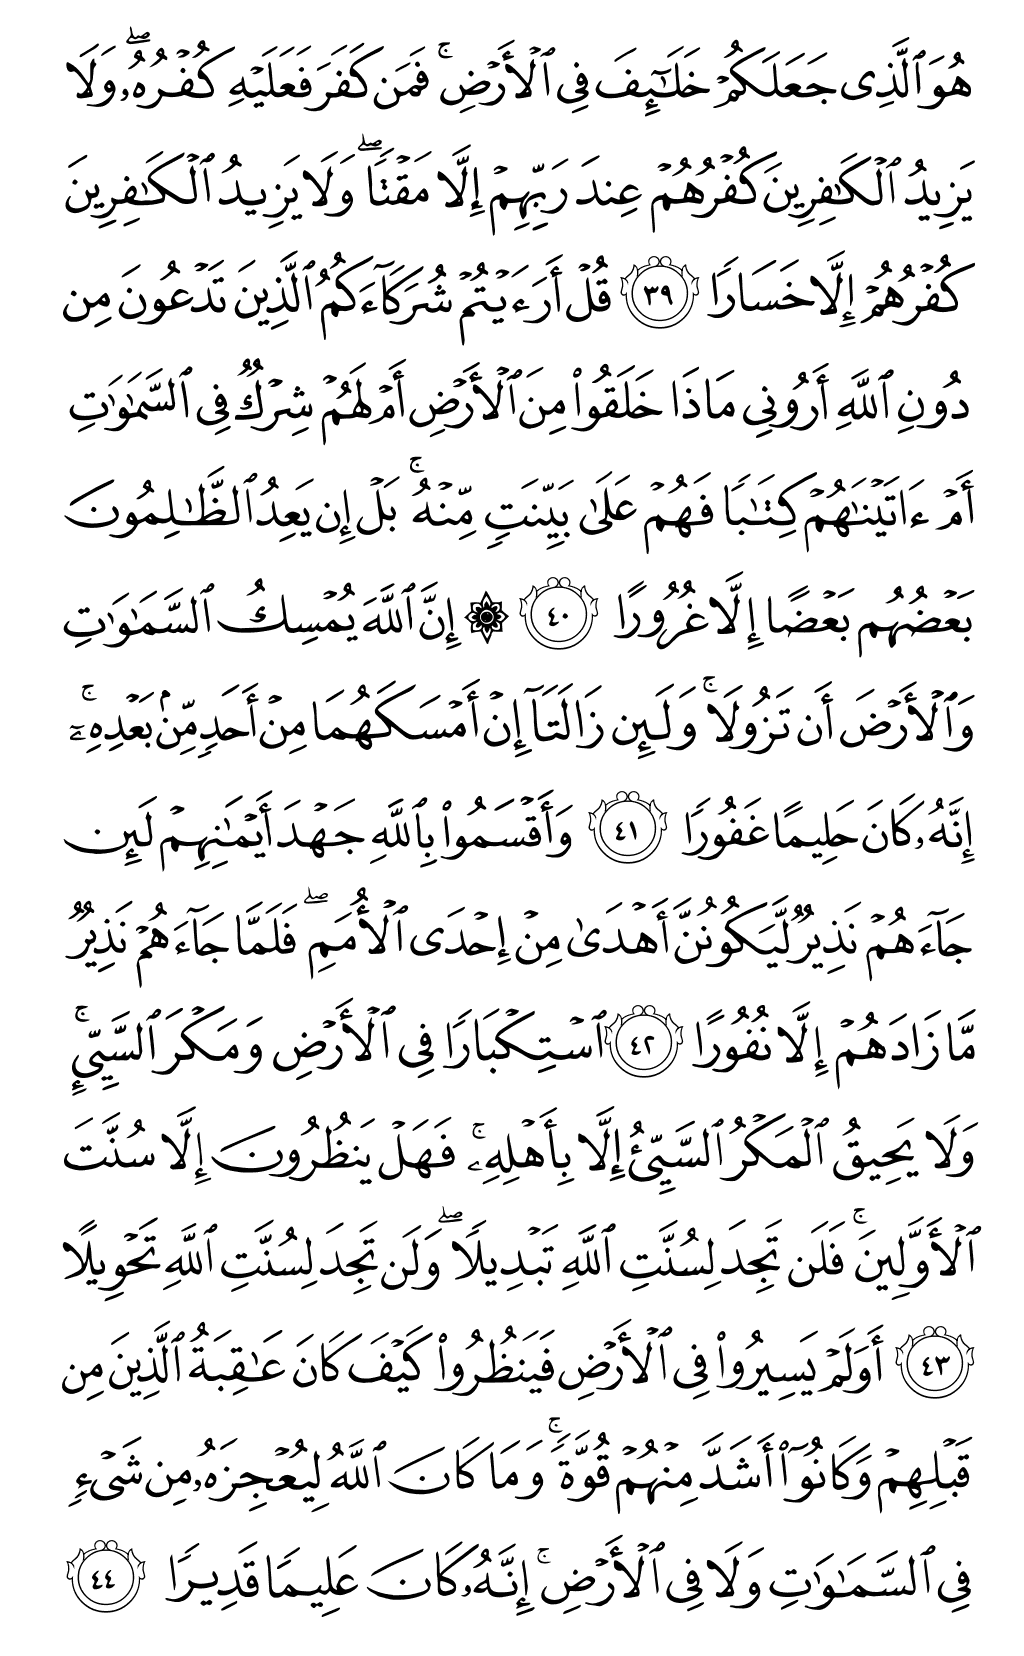 هُوَ ٱلَّذِى جَعَلَكُمْ خَلَـٰٓئِفَ فِى ٱلْأَرْضِ ۚ فَمَن كَفَرَ فَعَلَيْهِ كُفْرُهُۥ ۖ وَلَا
يَزِيدُ ٱلْكَـٰفِرِينَ كُفْرُهُمْ عِندَ رَبِّهِمْ إِلَّا مَقْتًا ۖ وَلَا يَزِيدُ ٱلْكَـٰفِرِينَ
كُفْرُهُمْ إِلَّا خَسَارًا ٣٩ قُلْ أَرَءَيْتُمْ شُرَكَآءَكُمُ ٱلَّذِينَ تَدْعُونَ مِن
دُونِ ٱللَّهِ أَرُونِى مَاذَا خَلَقُوا۟ مِنَ ٱلْأَرْضِ أَمْ لَهُمْ شِرْكٌ فِى ٱلسَّمَـٰوَٰتِ
أَمْ ءَاتَيْنَـٰهُمْ كِتَـٰبًا فَهُمْ عَلَىٰ بَيِّنَتٍ مِّنْهُ ۚ بَلْ إِن يَعِدُ ٱلظَّـٰلِمُونَ
بَعْضُهُم بَعْضًا إِلَّا غُرُورًا ٤٠ ۞ إِنَّ ٱللَّهَ يُمْسِكُ ٱلسَّمَـٰوَٰتِ
وَٱلْأَرْضَ أَن تَزُولَا ۚ وَلَئِن زَالَتَآ إِنْ أَمْسَكَهُمَا مِنْ أَحَدٍ مِّنۢ بَعْدِهِۦٓ ۚ
إِنَّهُۥ كَانَ حَلِيمًا غَفُورًا ٤١ وَأَقْسَمُوا۟ بِٱللَّهِ جَهْدَ أَيْمَـٰنِهِمْ لَئِن
جَآءَهُمْ نَذِيرٌ لَّيَكُونُنَّ أَهْدَىٰ مِنْ إِحْدَى ٱلْأُمَمِ ۖ فَلَمَّا جَآءَهُمْ نَذِيرٌ
مَّا زَادَهُمْ إِلَّا نُفُورًا ٤٢ ٱسْتِكْبَارًا فِى ٱلْأَرْضِ وَمَكْرَ ٱلسَّيِّئِ ۚ
وَلَا يَحِيقُ ٱلْمَكْرُ ٱلسَّيِّئُ إِلَّا بِأَهْلِهِۦ ۚ فَهَلْ يَنظُرُونَ إِلَّا سُنَّتَ
ٱلْأَوَّلِينَ ۚ فَلَن تَجِدَ لِسُنَّتِ ٱللَّهِ تَبْدِيلًا ۖ وَلَن تَجِدَ لِسُنَّتِ ٱللَّهِ تَحْوِيلًا
٤٣ أَوَلَمْ يَسِيرُوا۟ فِى ٱلْأَرْضِ فَيَنظُرُوا۟ كَيْفَ كَانَ عَـٰقِبَةُ ٱلَّذِينَ مِن
قَبْلِهِمْ وَكَانُوٓا۟ أَشَدَّ مِنْهُمْ قُوَّةً ۚ وَمَا كَانَ ٱللَّهُ لِيُعْجِزَهُۥ مِن شَىْءٍ
فِى ٱلسَّمَـٰوَٰتِ وَلَا فِى ٱلْأَرْضِ ۚ إِنَّهُۥ كَانَ عَلِيمًا قَدِيرًا ٤٤